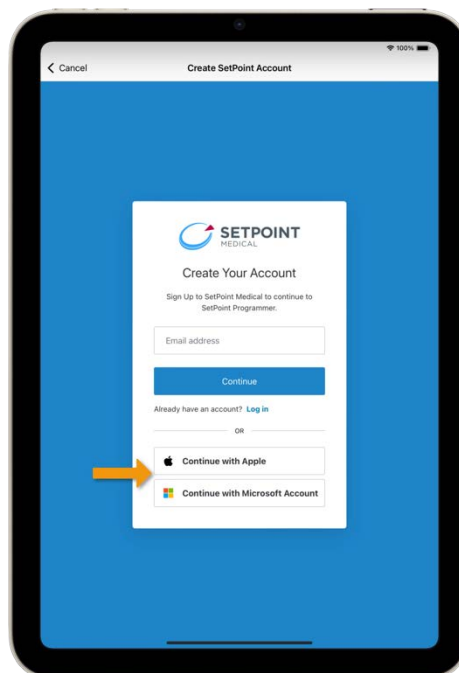 100%
Cancel
Create SetPoint Account
SETPOINT
MEDICAL
Create Your Account
Sign Up to SetPoint Medical to continue to
SetPoint Programmer.
Email address
Continue
Already have an account? Log in
OR
Continue with Apple
Continue with Microsoft Account